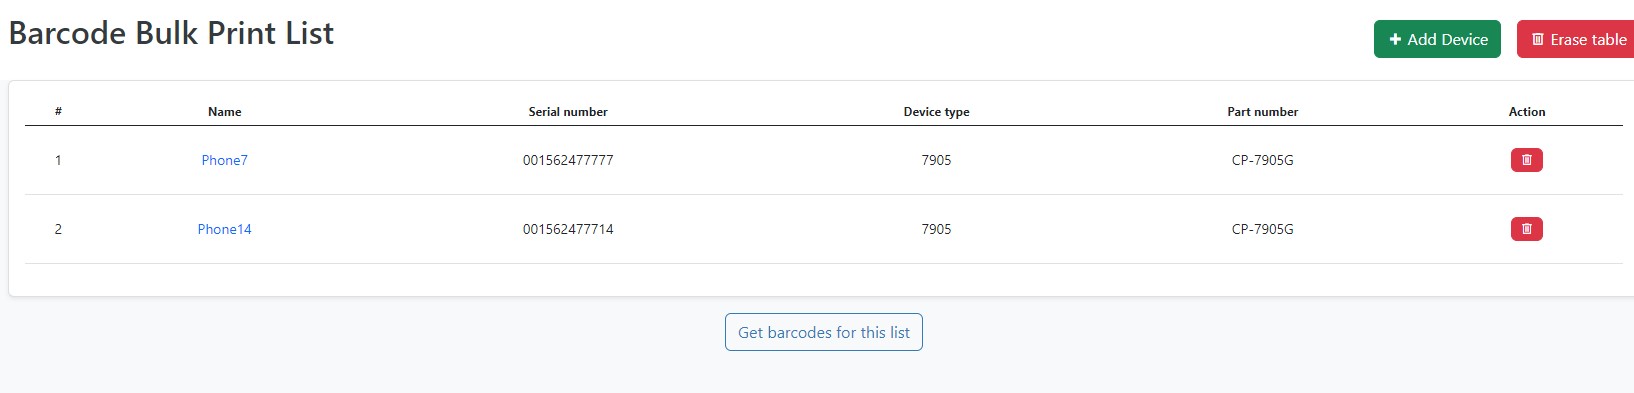 Barcode Bulk Print List
Add Device
Erase table
# Name Serial number Device type Part number Action
1 Phone7 001562477777 7905 CP-7905G
2 Phone14 001562477714 7905 CP-7905G
Get barcodes for this list